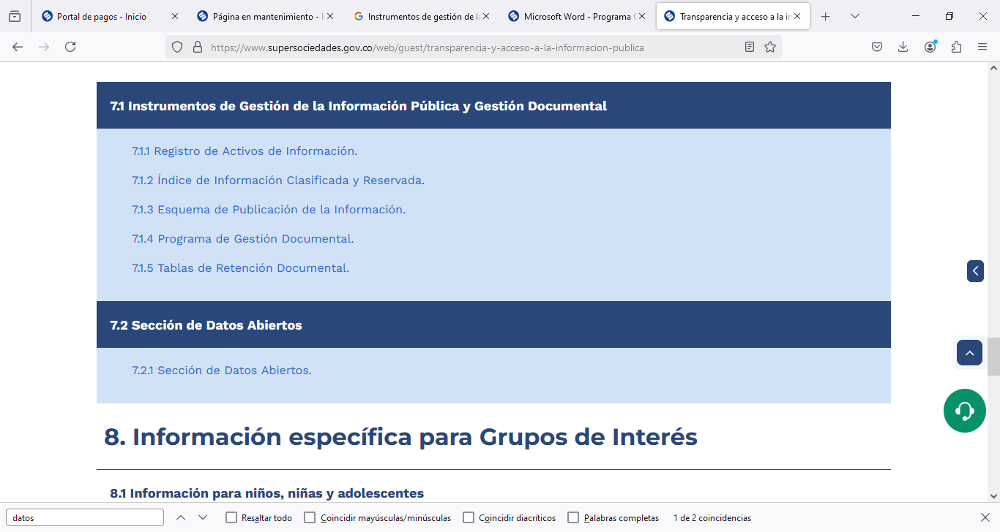 Portal de pagos - Inicio
Página en mantenimiento - I
Instrumentos de gestión de la
Microsoft Word - Programa G
Transparencia y acceso a la in
https://www.supersociedades.gov.co/web/guest/transparencia-y-acceso-a-la-informacion-publica
7.1 Instrumentos de Gestión de la Información Pública y Gestión Documental
7.1.1 Registro de Activos de Información.
7.1.2 Índice de Información Clasificada y Reservada.
7.1.3 Esquema de Publicación de la Información.
7.1.4 Programa de Gestión Documental.
7.1.5 Tablas de Retención Documental.
7.2 Sección de Datos Abiertos
7.2.1 Sección de Datos Abiertos.
8. Información específica para Grupos de Interés
8.1 Información para niños, niñas y adolescentes
datos
Resaltar todo
Coincidir mayúsculas/minúsculas
Coincidir diacríticos
Palabras completas
1 de 2 coincidencias